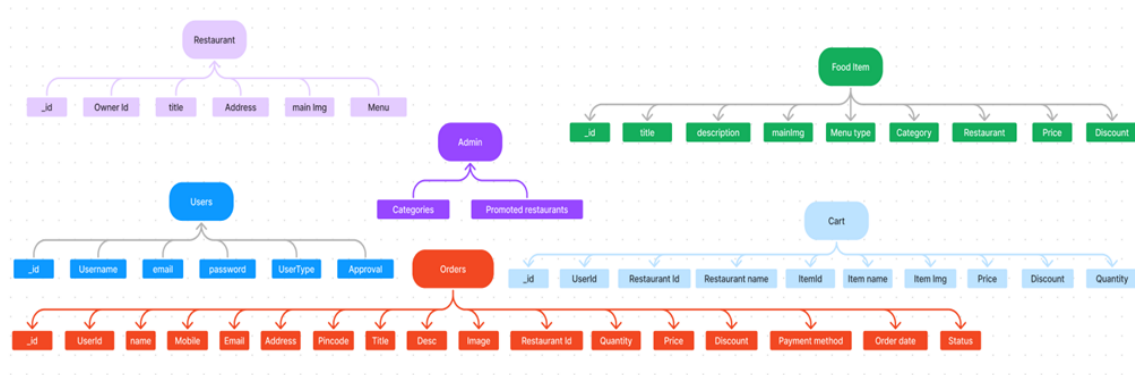 Restaurant
_id Owner Id title Address main Img Menu
Food Item
_id title description mainImg Menu type Category Restaurant Price Discount
Admin
Categories Promoted restaurants
Users
_id Username email password UserType Approval
Cart
_id UserId Restaurant Id Restaurant name ItemId Item name Item Img Price Discount Quantity
Orders
_id UserId name Mobile Email Address Pincode Title Desc Image Restaurant Id Quantity Price Discount Payment method Order date Status